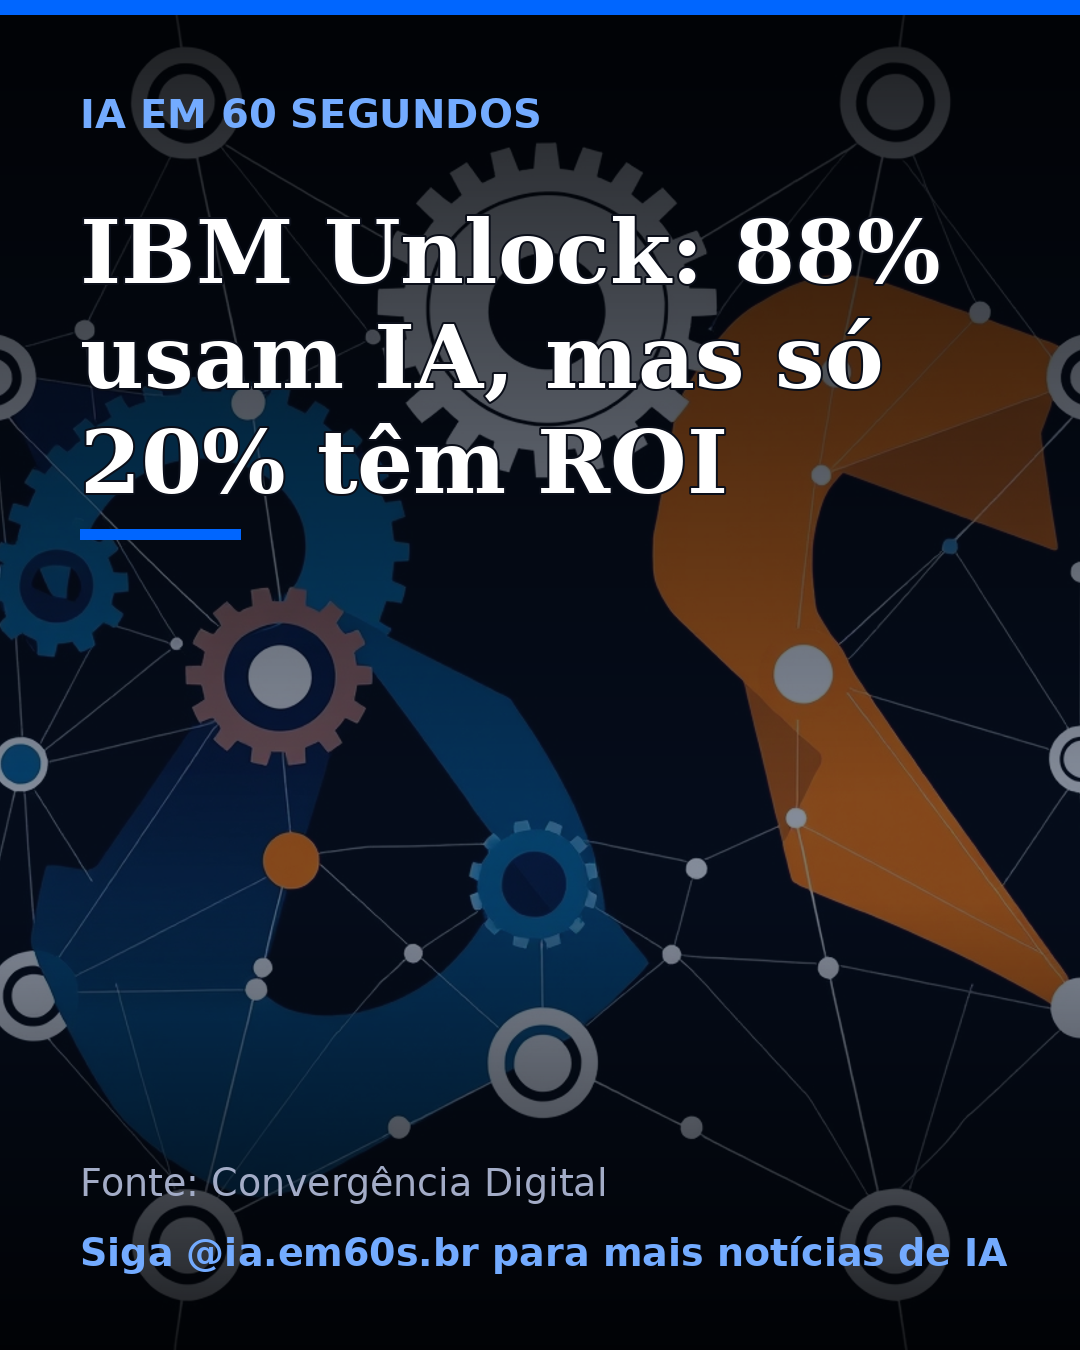 IA EM 60 SEGUNDOS
IBM Unlock: 88%
usam IA, mas só
20% têm ROI
Fonte: Convergência Digital
Siga @ia.em60s.br para mais notícias de IA